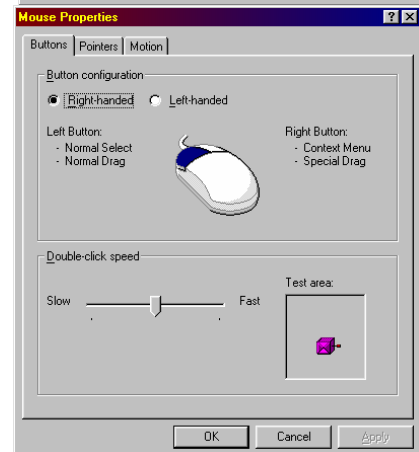 Mouse Properties
Buttons Pointers Motion
Button configuration
Right-handed Left-handed
Left Button: Right Button:
- Normal Select - Context Menu
- Normal Drag - Special Drag
Double-click speed
Test area:
Slow Fast
OK Cancel Apply